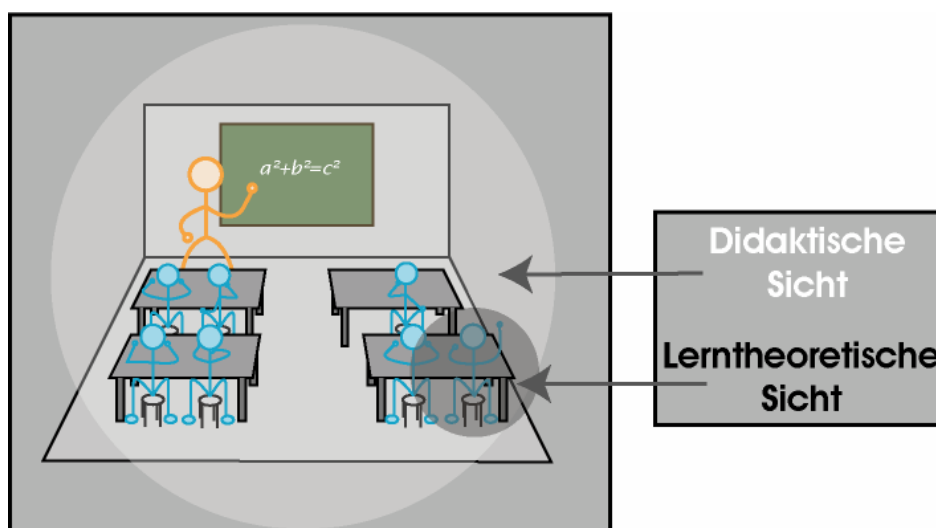 a²+b²=c²
Didaktische
Sicht
Lerntheoretische
Sicht